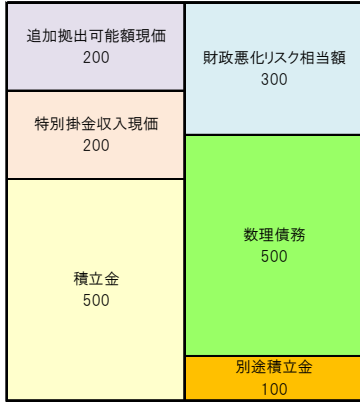 追加拠出可能額現価
200
特別掛金収入現価
200
積立金
500
財政悪化リスク相当額
300
数理債務
500
別途積立金
100